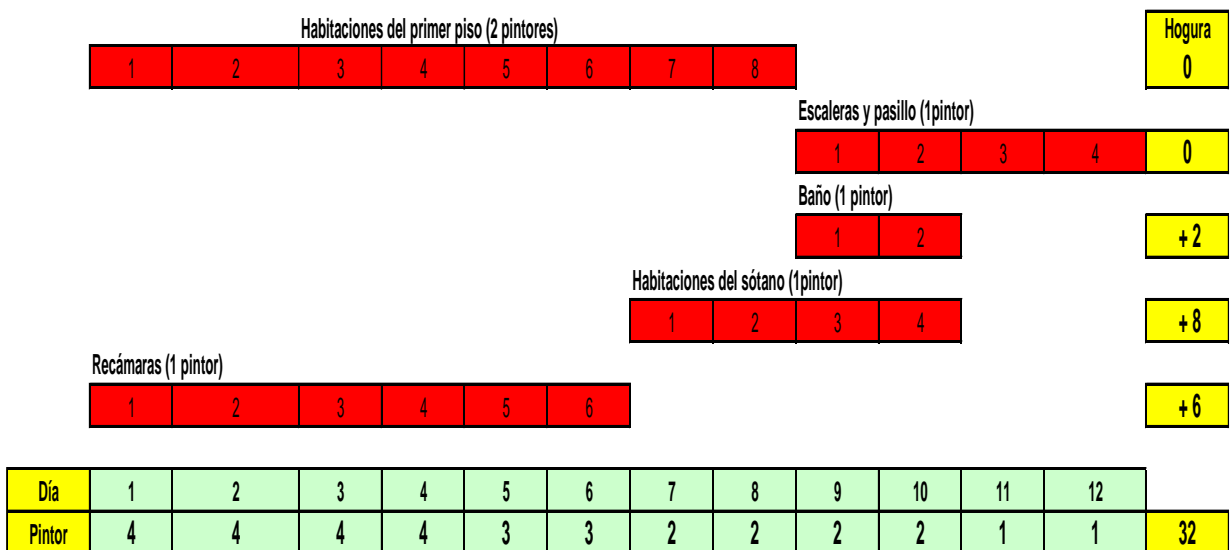 Habitaciones del primer piso (2 pintores) Hogura
1 2 3 4 5 6 7 8 0
Escaleras y pasillo (1pintor)
1 2 3 4 0
Baño (1 pintor)
1 2 + 2
Habitaciones del sótano (1pintor)
1 2 3 4 + 8
Recámaras (1 pintor)
1 2 3 4 5 6 + 6
Día 1 2 3 4 5 6 7 8 9 10 11 12
Pintor 4 4 4 4 3 3 2 2 2 2 1 1 32